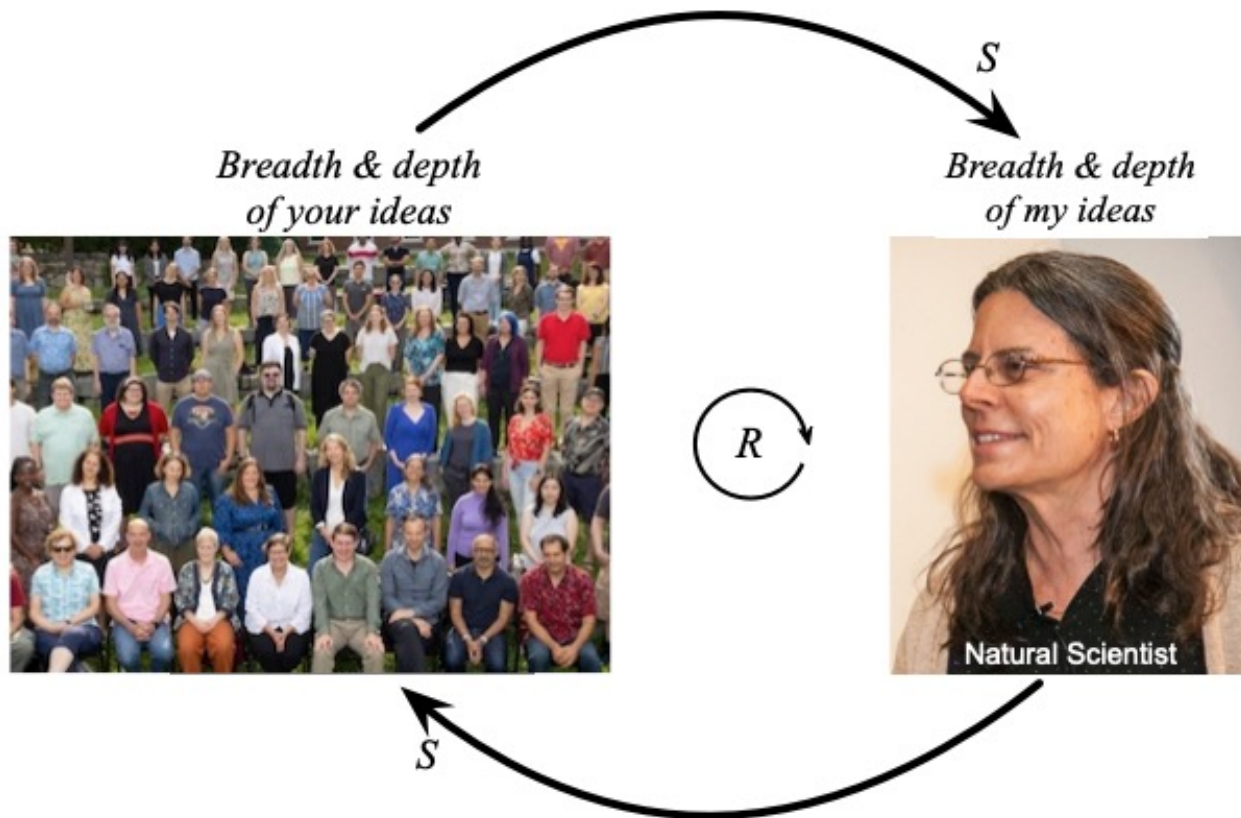 S
Breadth & depth
of your ideas
Breadth & depth
of my ideas
R
Natural Scientist
S